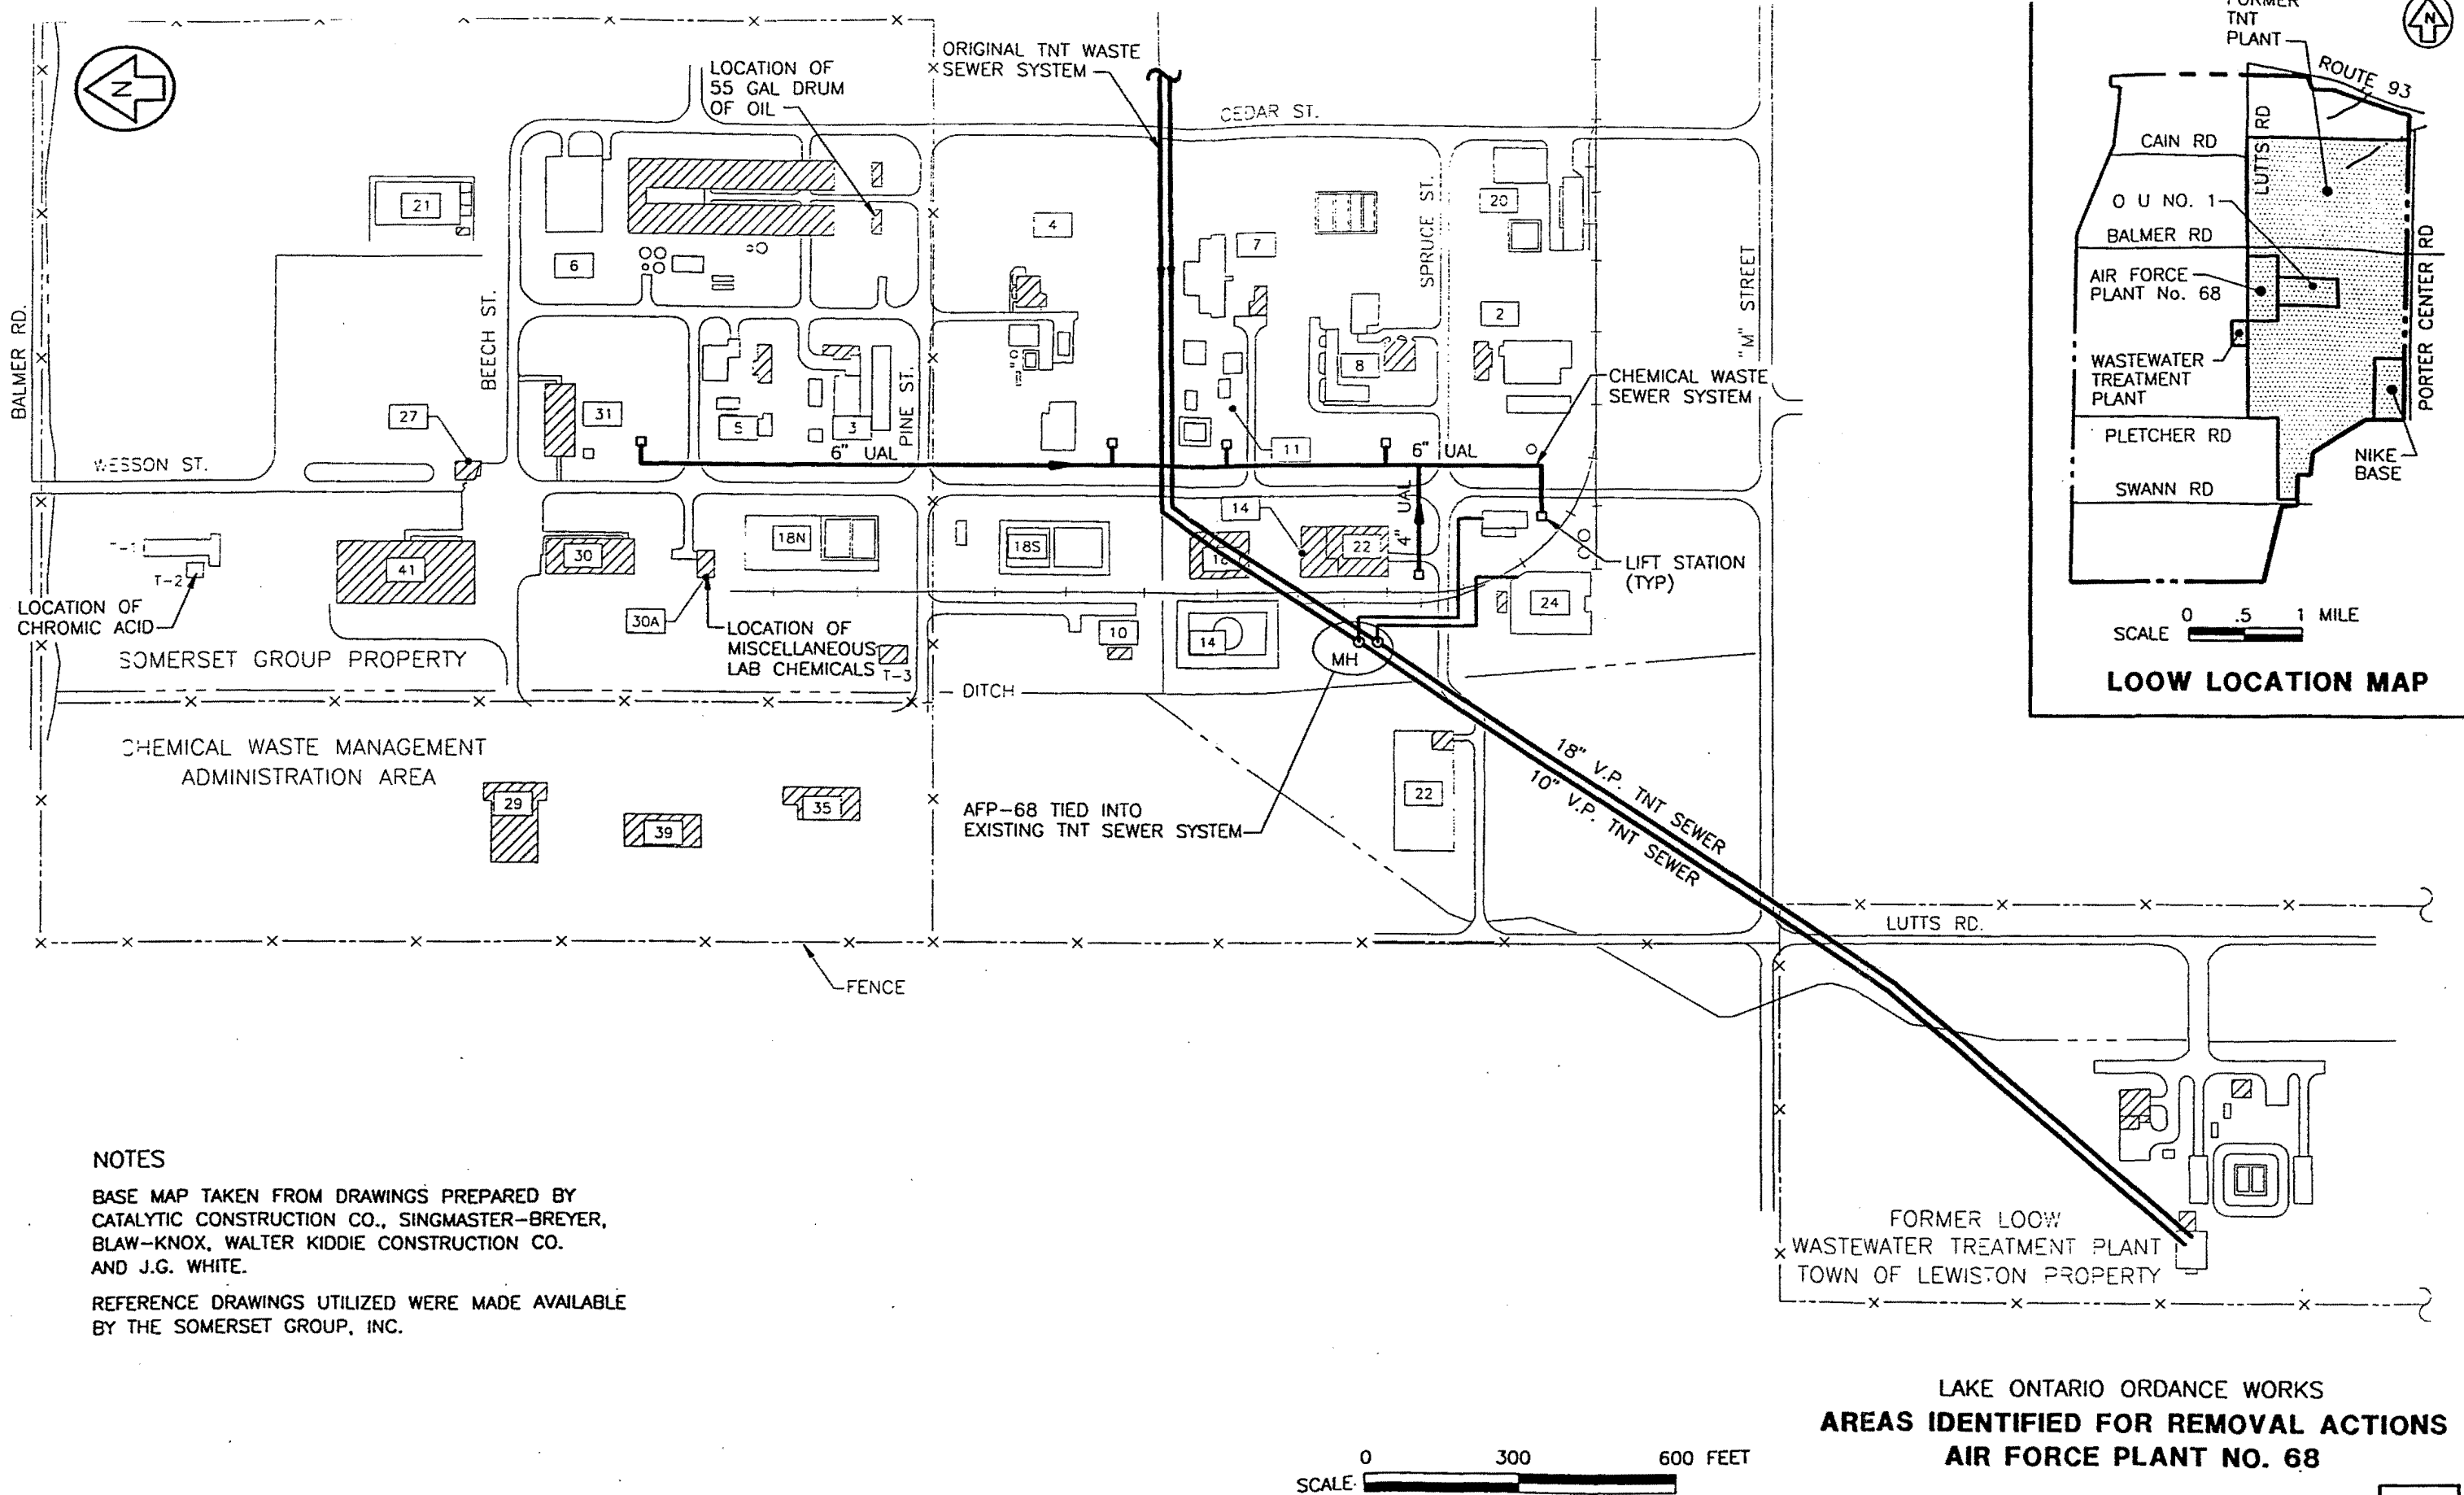 N
LOCATION OF
55 GAL DRUM
OF OIL
ORIGINAL TNT WASTE
SEWER SYSTEM
CEDAR ST.
21
6
4
7
20
2
8
SPRUCE ST.
"M" STREET
BALMER RD.
BEECH ST.
PINE ST.
27
31
5
3
11
WESSON ST.
6" UAL
6" UAL
4" UAL
CHEMICAL WASTE
SEWER SYSTEM
LIFT STATION
(TYP)
T-1
T-2
LOCATION OF
CHROMIC ACID
41
30
30A
18N
18S
14
22
24
LOCATION OF
MISCELLANEOUS
LAB CHEMICALS
T-3
10
14
MH
SOMERSET GROUP PROPERTY
DITCH
CHEMICAL WASTE MANAGEMENT
ADMINISTRATION AREA
29
39
35
22
AFP-68 TIED INTO
EXISTING TNT SEWER SYSTEM
18" V.P. TNT SEWER
10" V.P. TNT SEWER
FENCE
LUTTS RD.
FORMER LOOW
WASTEWATER TREATMENT PLANT
TOWN OF LEWISTON PROPERTY
NOTES
BASE MAP TAKEN FROM DRAWINGS PREPARED BY
CATALYTIC CONSTRUCTION CO., SINGMASTER-BREYER,
BLAW-KNOX, WALTER KIDDIE CONSTRUCTION CO.
AND J.G. WHITE.
REFERENCE DRAWINGS UTILIZED WERE MADE AVAILABLE
BY THE SOMERSET GROUP, INC.
FORMER
TNT
PLANT
N
ROUTE 93
LUTTS RD
CAIN RD
O U NO. 1
BALMER RD
AIR FORCE
PLANT No. 68
WASTEWATER
TREATMENT
PLANT
PORTER CENTER RD
PLETCHER RD
NIKE
BASE
SWANN RD
0 .5 1 MILE
SCALE
LOOW LOCATION MAP
LAKE ONTARIO ORDANCE WORKS
AREAS IDENTIFIED FOR REMOVAL ACTIONS
AIR FORCE PLANT NO. 68
0 300 600 FEET
SCALE